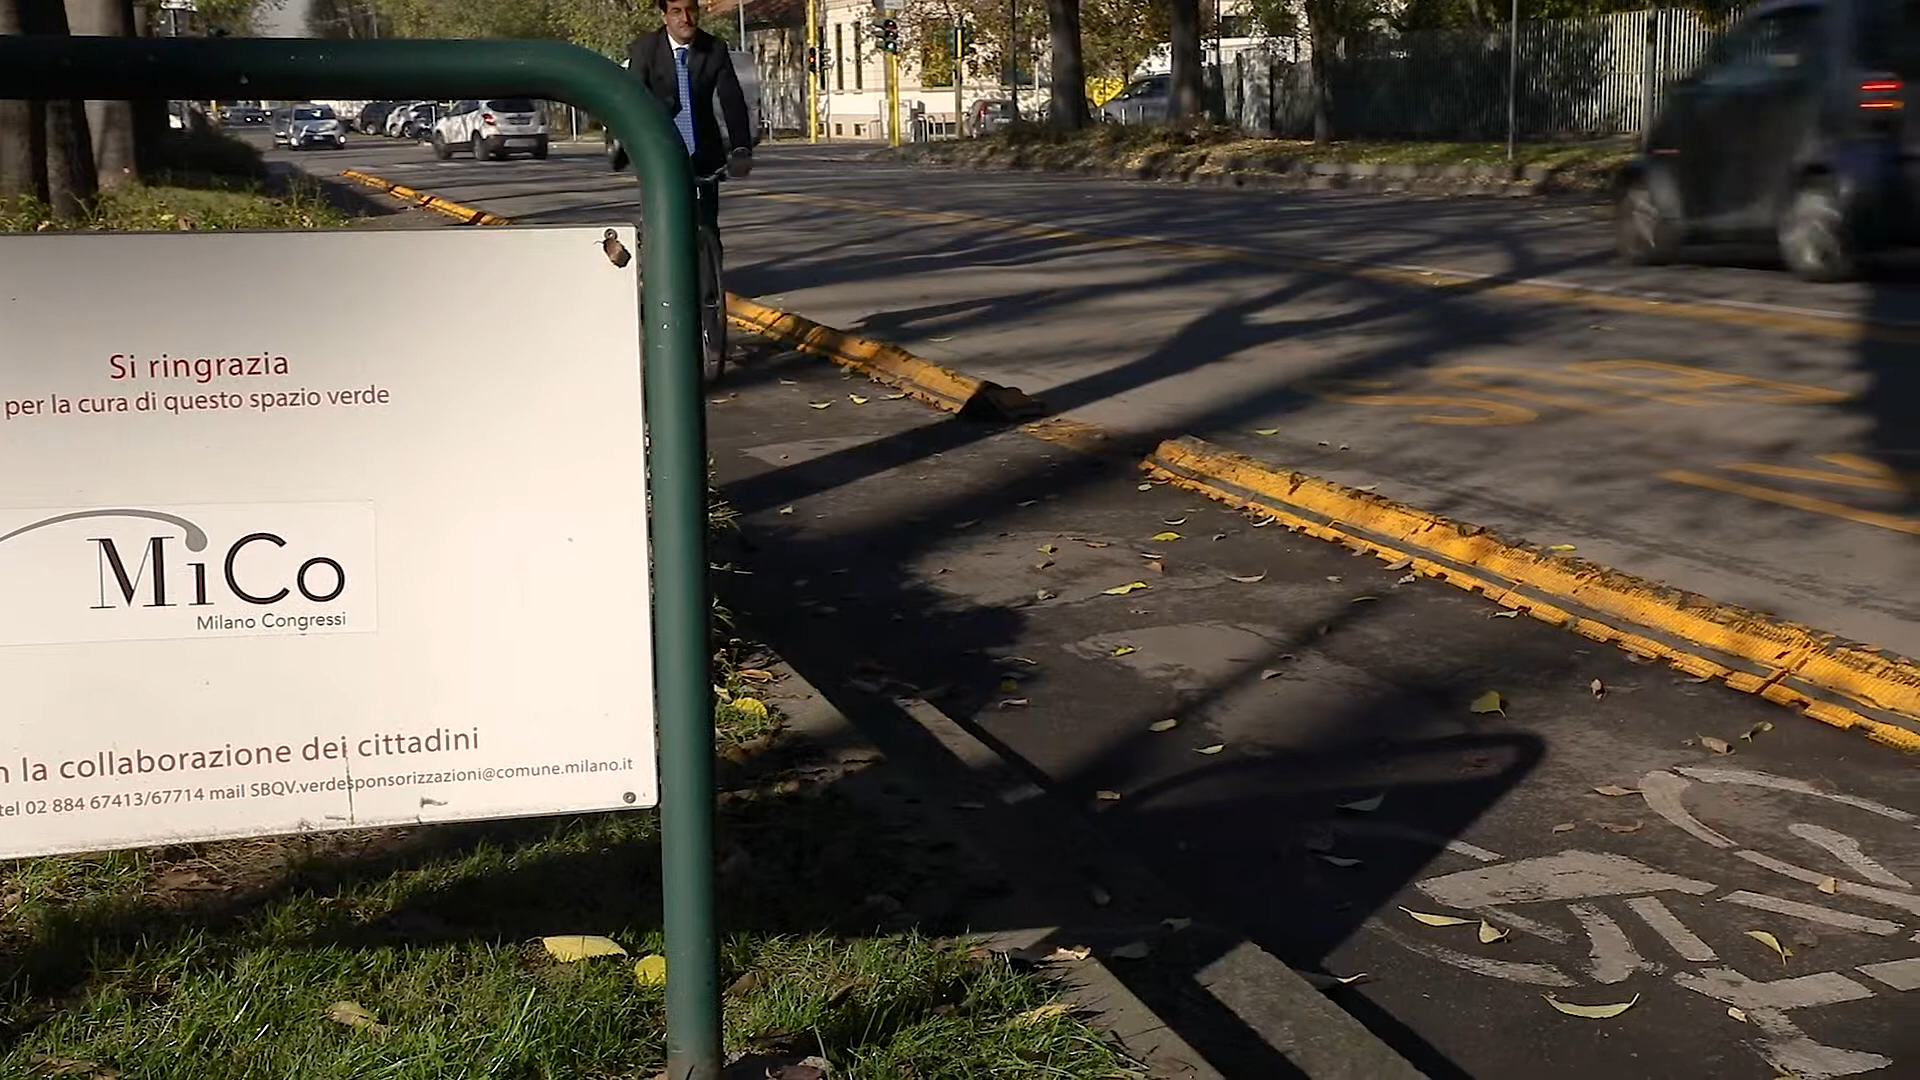 Si ringrazia
per la cura di questo spazio verde
MiCo
Milano Congressi
la collaborazione dei cittadini
tel 02 884 67413/67714 mail SBQV.verdesponsorizzazioni@comune.milano.it